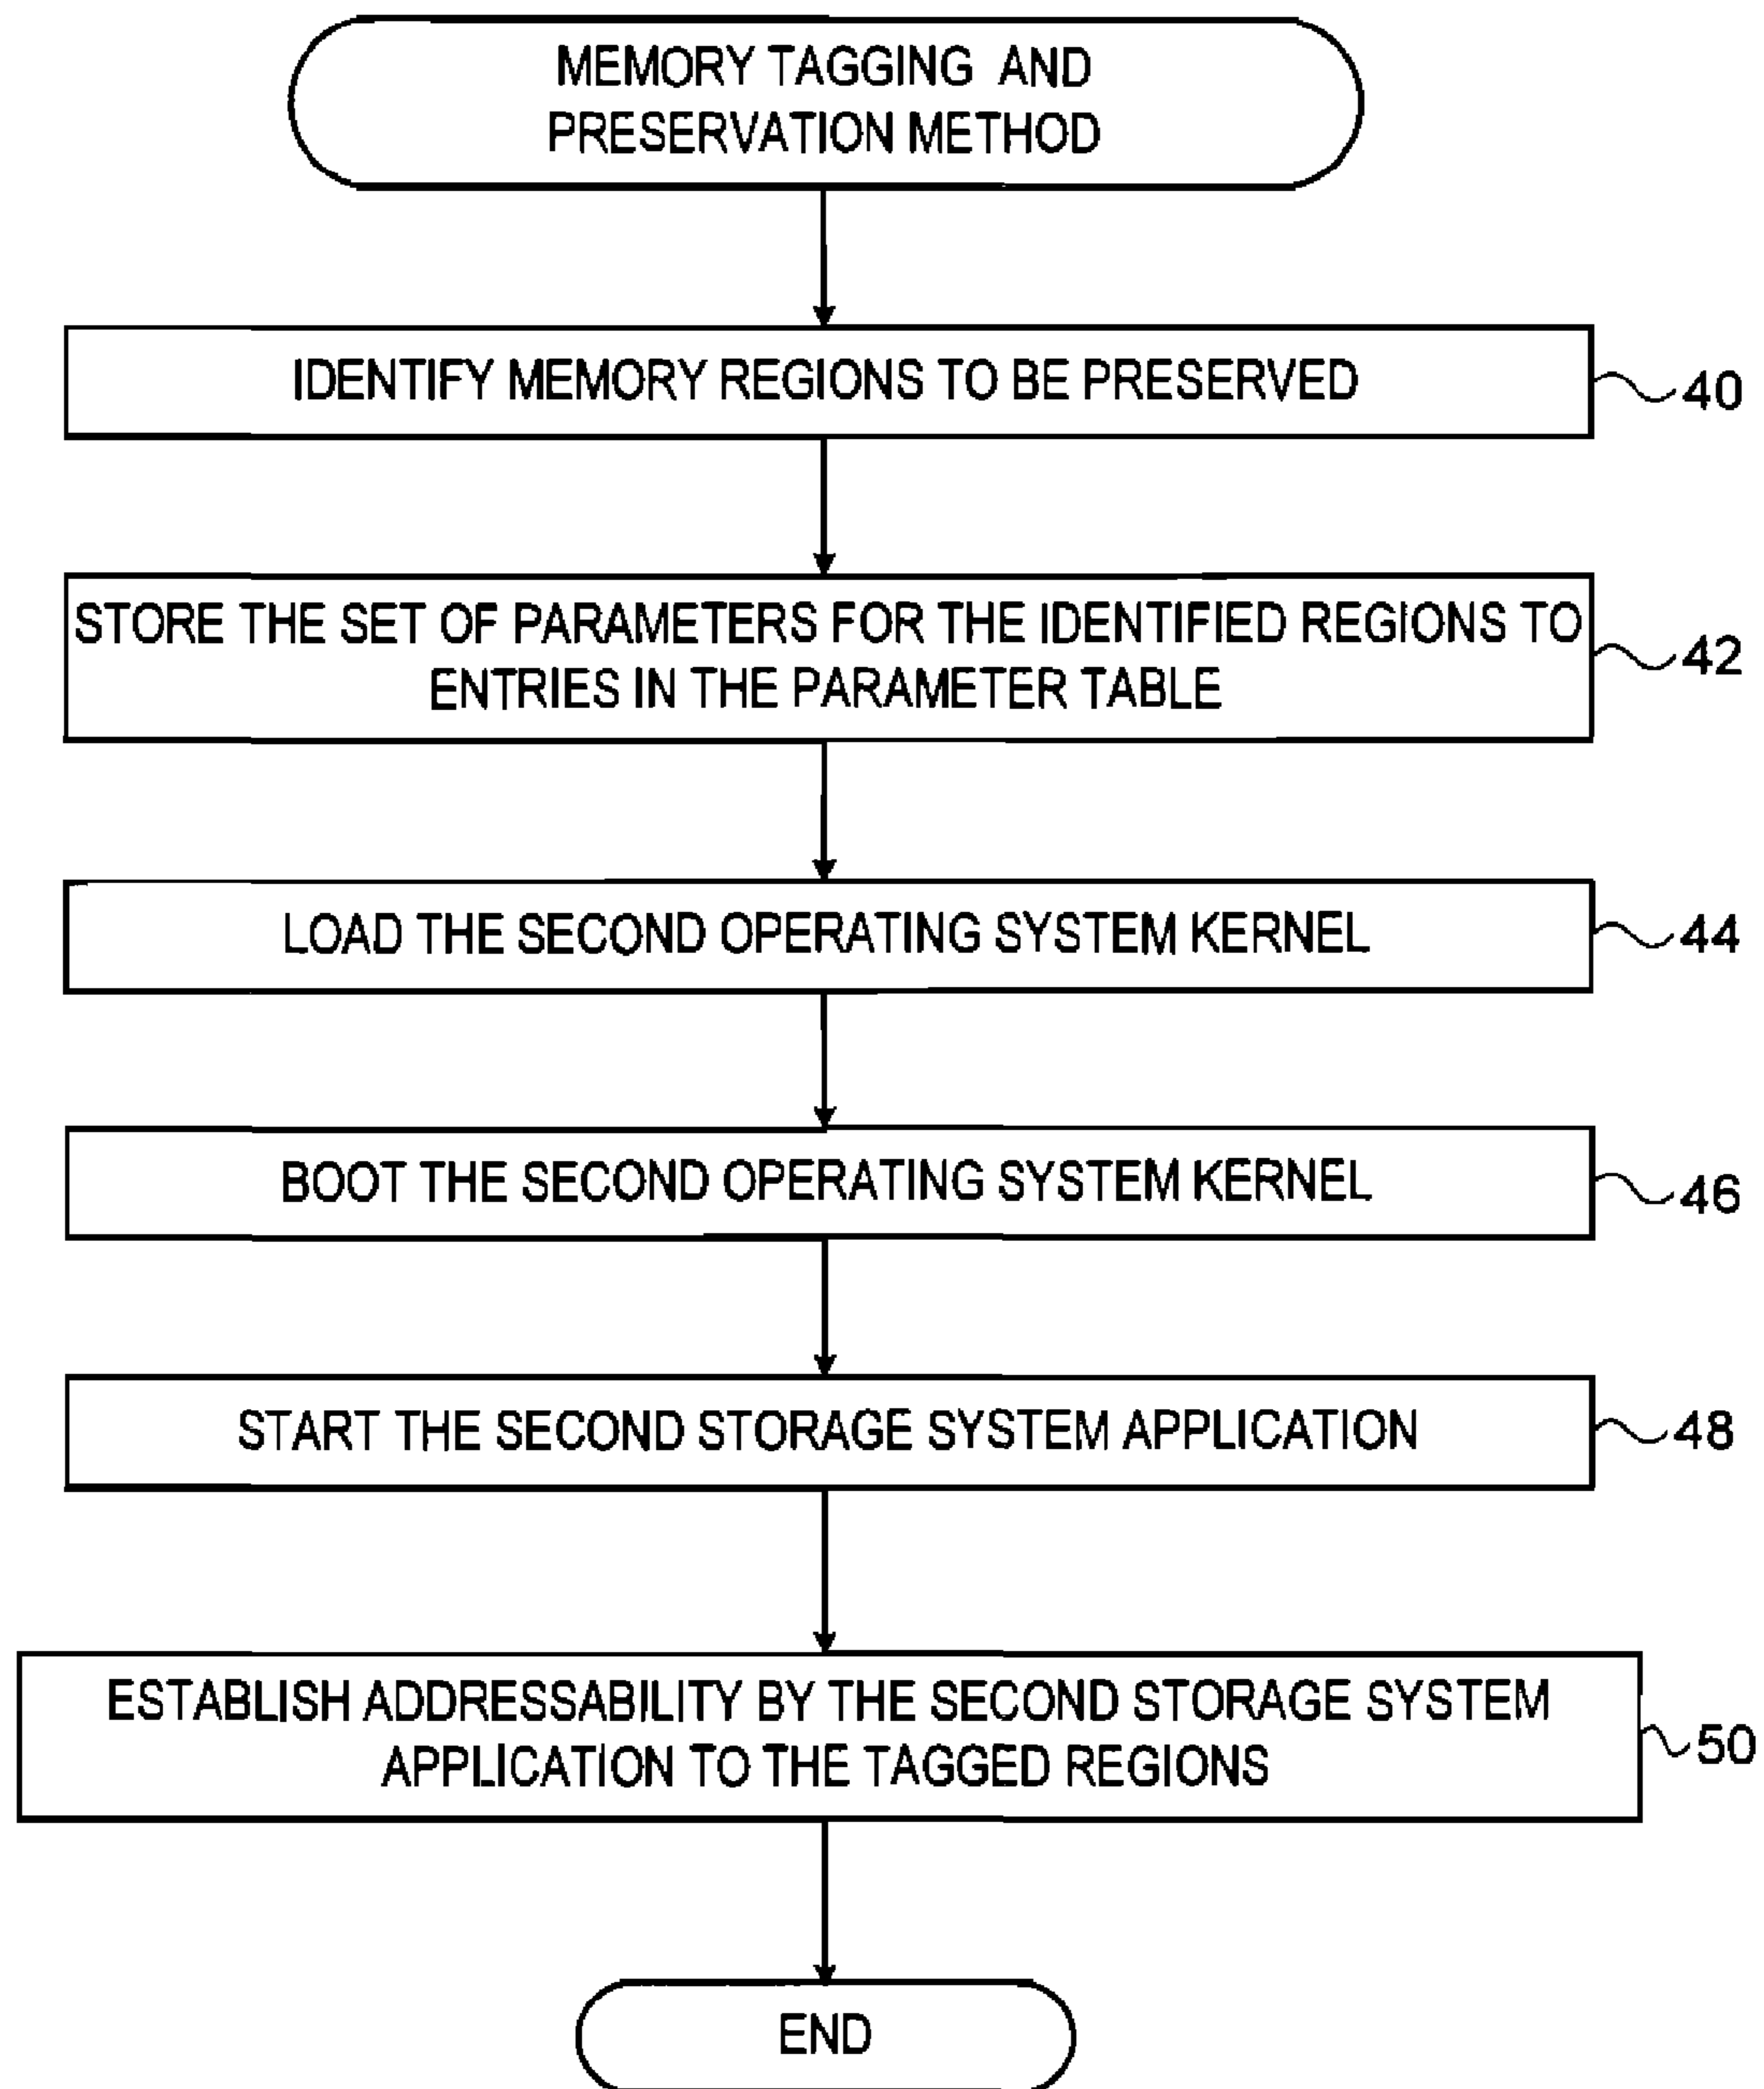 MEMORY TAGGING AND
PRESERVATION METHOD
IDENTIFY MEMORY REGIONS TO BE PRESERVED
40
STORE THE SET OF PARAMETERS FOR THE IDENTIFIED REGIONS TO
ENTRIES IN THE PARAMETER TABLE
42
LOAD THE SECOND OPERATING SYSTEM KERNEL
44
BOOT THE SECOND OPERATING SYSTEM KERNEL
46
START THE SECOND STORAGE SYSTEM APPLICATION
48
ESTABLISH ADDRESSABILITY BY THE SECOND STORAGE SYSTEM
APPLICATION TO THE TAGGED REGIONS
50
END